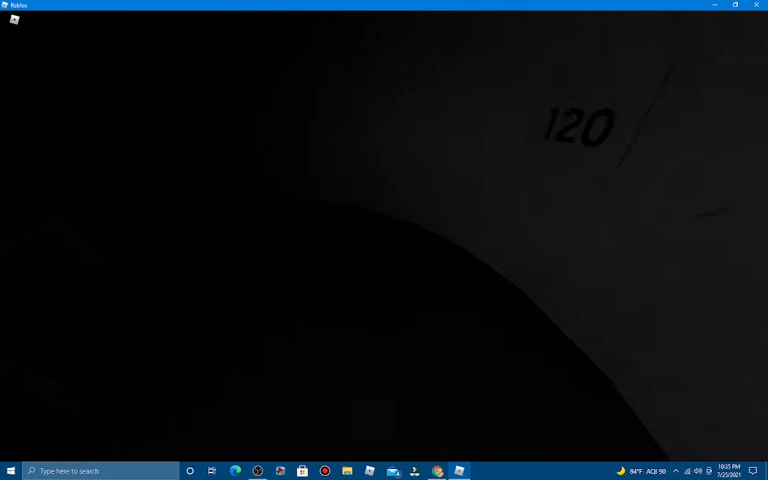 Roblox
120
Type here to search
84°F AQI 90
10:35 PM
7/25/2021